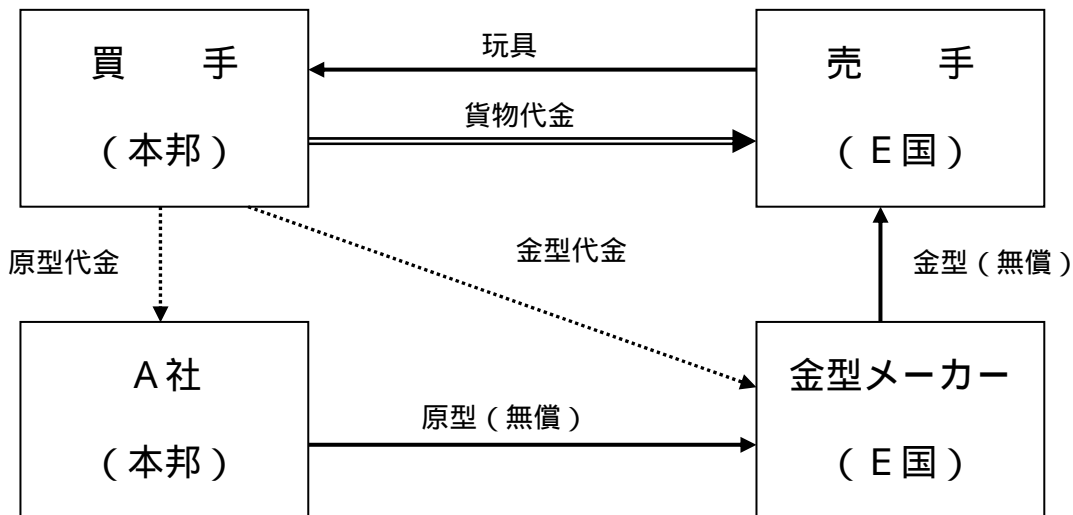 買　　手
（本邦）
玩具
貨物代金
売　　手
（Ｅ国）
原型代金
金型代金
金型（無償）
Ａ社
（本邦）
原型（無償）
金型メーカー
（Ｅ国）